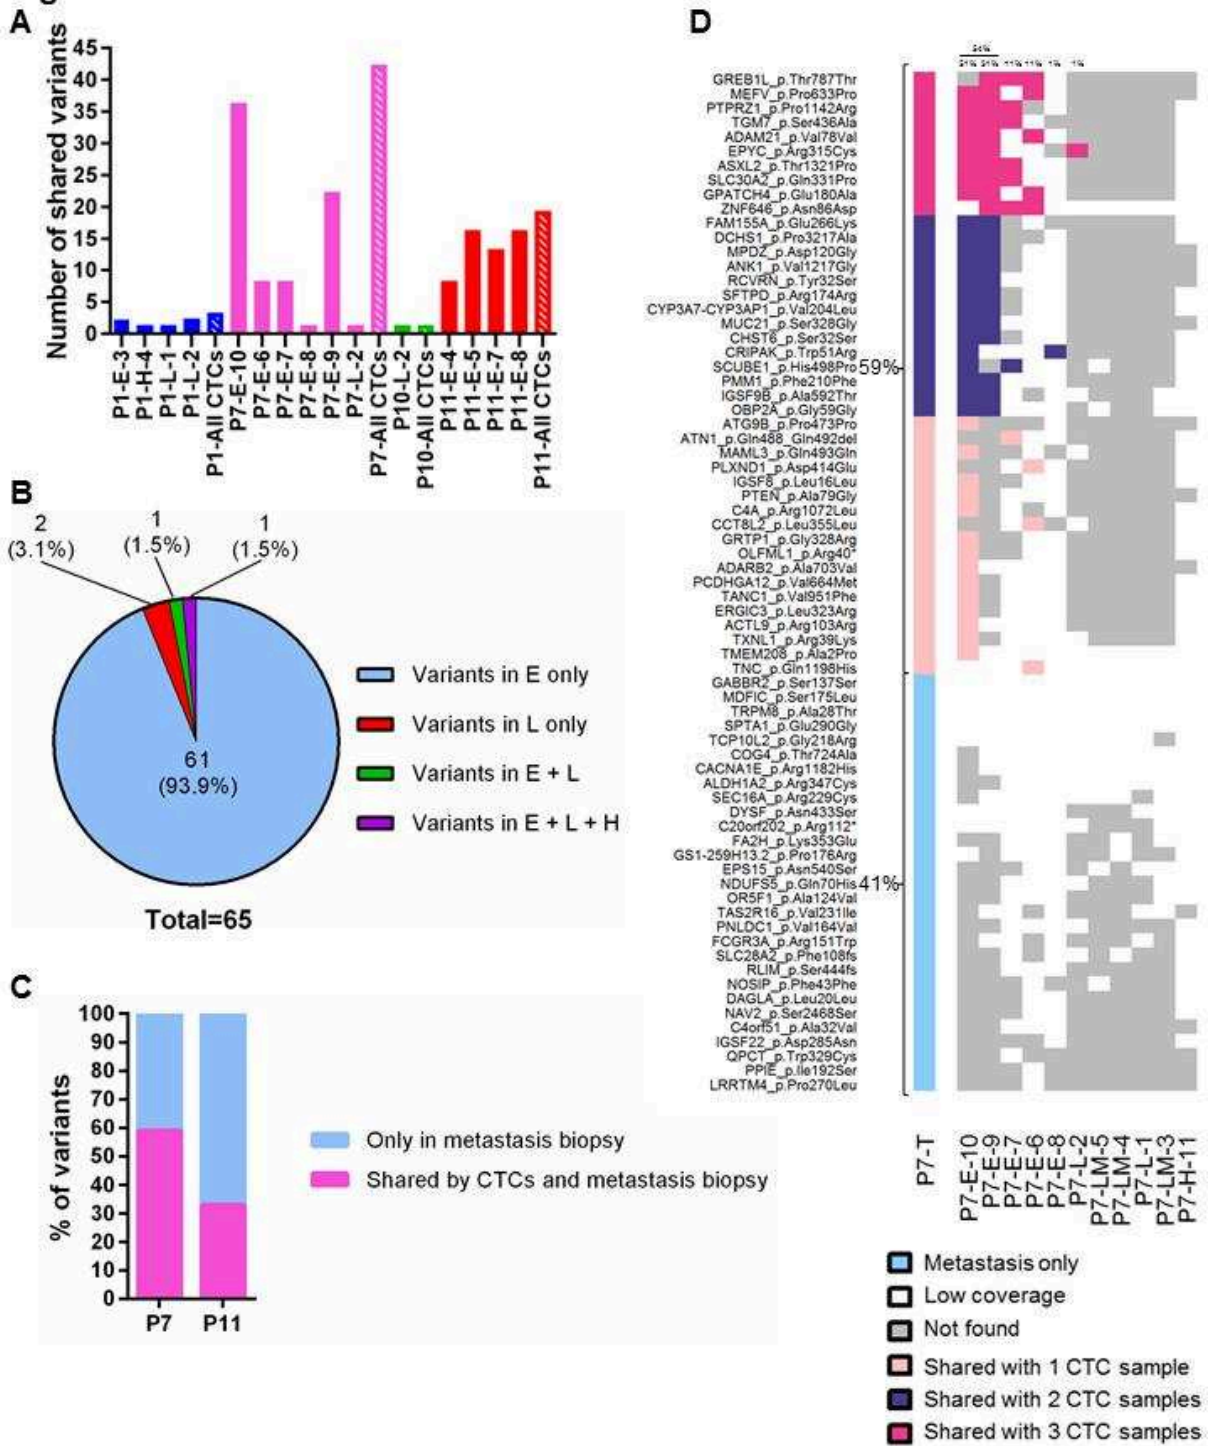 A
Number of shared variants
45
40
35
30
25
20
15
10
5
0
P1-E-3
P1-H-4
P1-L-1
P1-L-2
P1-All CTCs
P7-E-10
P7-E-6
P7-E-7
P7-E-8
P7-E-9
P7-L-2
P7-All CTCs
P10-L-2
P10-All CTCs
P11-E-4
P11-E-5
P11-E-7
P11-E-8
P11-All CTCs
B
2
(3.1%)
1
(1.5%)
1
(1.5%)
61
(93.9%)
Variants in E only
Variants in L only
Variants in E + L
Variants in E + L + H
Total=65
C
% of variants
100
90
80
70
60
50
40
30
20
10
0
P7
P11
Only in metastasis biopsy
Shared by CTCs and metastasis biopsy
D
54%
51% 51% 11% 11% 1% 1%
GREB1L_p.Thr787Thr
MEFV_p.Pro633Pro
PTPRZ1_p.Pro1142Arg
TGM7_p.Ser436Ala
ADAM21_p.Val78Val
EPYC_p.Arg315Cys
ASXL2_p.Thr1321Pro
SLC30A2_p.Gln331Pro
GPATCH4_p.Glu180Ala
ZNF646_p.Asn86Asp
FAM155A_p.Glu266Lys
DCHS1_p.Pro3217Ala
MPDZ_p.Asp120Gly
ANK1_p.Val1217Gly
RCVRN_p.Tyr32Ser
SFTPD_p.Arg174Arg
CYP3A7-CYP3AP1_p.Val204Leu
MUC21_p.Ser328Gly
CHST6_p.Ser32Ser
CRIPAK_p.Trp51Arg
SCUBE1_p.His498Pro
PMM1_p.Phe210Phe
IGSF9B_p.Ala592Thr
OBP2A_p.Gly59Gly
ATG9B_p.Pro473Pro
ATN1_p.Gln488_Gln492del
MAML3_p.Gln493Gln
PLXND1_p.Asp414Glu
IGSF8_p.Leu16Leu
PTEN_p.Ala79Gly
C4A_p.Arg1072Leu
CCT8L2_p.Leu355Leu
GRTP1_p.Gly328Arg
OLFML1_p.Arg40*
ADARB2_p.Ala703Val
PCDHGA12_p.Val664Met
TANC1_p.Val951Phe
ERGIC3_p.Leu323Arg
ACTL9_p.Arg103Arg
TXNL1_p.Arg39Lys
TMEM208_p.Ala2Pro
TNC_p.Gln1198His
GABBR2_p.Ser137Ser
MDFIC_p.Ser175Leu
TRPM8_p.Ala28Thr
SPTA1_p.Glu290Gly
TCP10L2_p.Gly218Arg
COG4_p.Thr724Ala
CACNA1E_p.Arg1182His
ALDH1A2_p.Arg347Cys
SEC16A_p.Arg229Cys
DYSF_p.Asn433Ser
C20orf202_p.Arg112*
FA2H_p.Lys353Glu
GS1-259H13.2_p.Pro176Arg
EPS15_p.Asn540Ser
NDUFS5_p.Gln70His
OR5F1_p.Ala124Val
TAS2R16_p.Val231Ile
PNLDC1_p.Val164Val
FCGR3A_p.Arg151Trp
SLC28A2_p.Phe108fs
RLIM_p.Ser444fs
NOSIP_p.Phe43Phe
DAGLA_p.Leu20Leu
NAV2_p.Ser2468Ser
C4orf51_p.Ala32Val
IGSF22_p.Asp285Asn
QPCT_p.Trp329Cys
PPIE_p.Ile192Ser
LRRTM4_p.Pro270Leu
59%
41%
P7-T
P7-E-10
P7-E-9
P7-E-7
P7-E-6
P7-E-8
P7-L-2
P7-LM-5
P7-LM-4
P7-L-1
P7-LM-3
P7-H-11
Metastasis only
Low coverage
Not found
Shared with 1 CTC sample
Shared with 2 CTC samples
Shared with 3 CTC samples